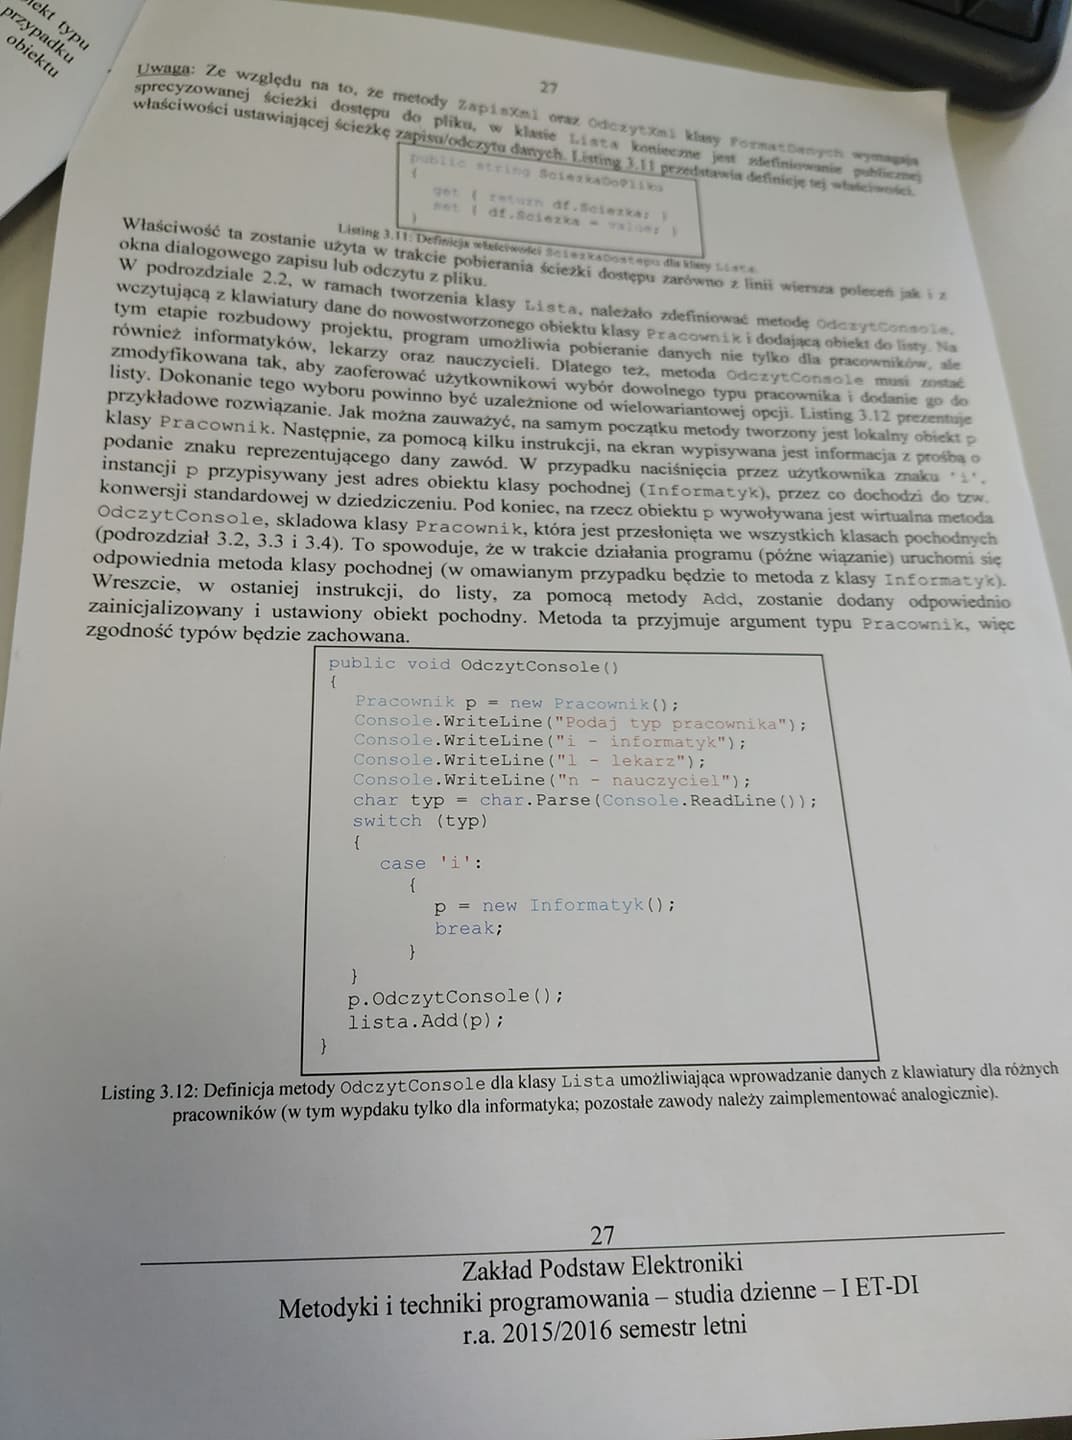 iekt typu
przypadku
obiektu
27
Uwaga: Ze względu na to, że metody ZapisXml oraz OdczytXml klasy FormatDanych wymagają
sprecyzowanej ścieżki dostępu do pliku, w klasie Lista konieczne jest zdefiniowanie publicznej
właściwości ustawiającej ścieżkę zapisu/odczytu danych. Listing 3.11 przedstawia definicję tej właściwości.
public string SciezkaDoPliku
{
get { return df.Sciezka; }
set { df.Sciezka = value; }
}
Listing 3.11: Definicja właściwości SciezkaDostepu dla klasy Lista
Właściwość ta zostanie użyta w trakcie pobierania ścieżki dostępu zarówno z linii wiersza poleceń jak i z
okna dialogowego zapisu lub odczytu z pliku.
W podrozdziale 2.2, w ramach tworzenia klasy Lista, należało zdefiniować metodę OdczytConsole,
wczytującą z klawiatury dane do nowostworzonego obiektu klasy Pracownik i dodającą obiekt do listy. Na
tym etapie rozbudowy projektu, program umożliwia pobieranie danych nie tylko dla pracowników, ale
również informatyków, lekarzy oraz nauczycieli. Dlatego też, metoda OdczytConsole musi zostać
zmodyfikowana tak, aby zaoferować użytkownikowi wybór dowolnego typu pracownika i dodanie go do
listy. Dokonanie tego wyboru powinno być uzależnione od wielowariantowej opcji. Listing 3.12 prezentuje
przykładowe rozwiązanie. Jak można zauważyć, na samym początku metody tworzony jest lokalny obiekt p
klasy Pracownik. Następnie, za pomocą kilku instrukcji, na ekran wypisywana jest informacja z prośbą o
podanie znaku reprezentującego dany zawód. W przypadku naciśnięcia przez użytkownika znaku 'i',
instancji p przypisywany jest adres obiektu klasy pochodnej (Informatyk), przez co dochodzi do tzw.
konwersji standardowej w dziedziczeniu. Pod koniec, na rzecz obiektu p wywoływana jest wirtualna metoda
OdczytConsole, składowa klasy Pracownik, która jest przesłonięta we wszystkich klasach pochodnych
(podrozdział 3.2, 3.3 i 3.4). To spowoduje, że w trakcie działania programu (późne wiązanie) uruchomi się
odpowiednia metoda klasy pochodnej (w omawianym przypadku będzie to metoda z klasy Informatyk).
Wreszcie, w ostaniej instrukcji, do listy, za pomocą metody Add, zostanie dodany odpowiednio
zainicjalizowany i ustawiony obiekt pochodny. Metoda ta przyjmuje argument typu Pracownik, więc
zgodność typów będzie zachowana.
public void OdczytConsole()
{
Pracownik p = new Pracownik();
Console.WriteLine("Podaj typ pracownika");
Console.WriteLine("i - informatyk");
Console.WriteLine("l - lekarz");
Console.WriteLine("n - nauczyciel");
char typ = char.Parse(Console.ReadLine());
switch (typ)
{
case 'i':
{
p = new Informatyk();
break;
}
}
p.OdczytConsole();
lista.Add(p);
}
Listing 3.12: Definicja metody OdczytConsole dla klasy Lista umożliwiająca wprowadzanie danych z klawiatury dla różnych
pracowników (w tym wypdaku tylko dla informatyka; pozostałe zawody należy zaimplementować analogicznie).
27
Zakład Podstaw Elektroniki
Metodyki i techniki programowania – studia dzienne – I ET-DI
r.a. 2015/2016 semestr letni